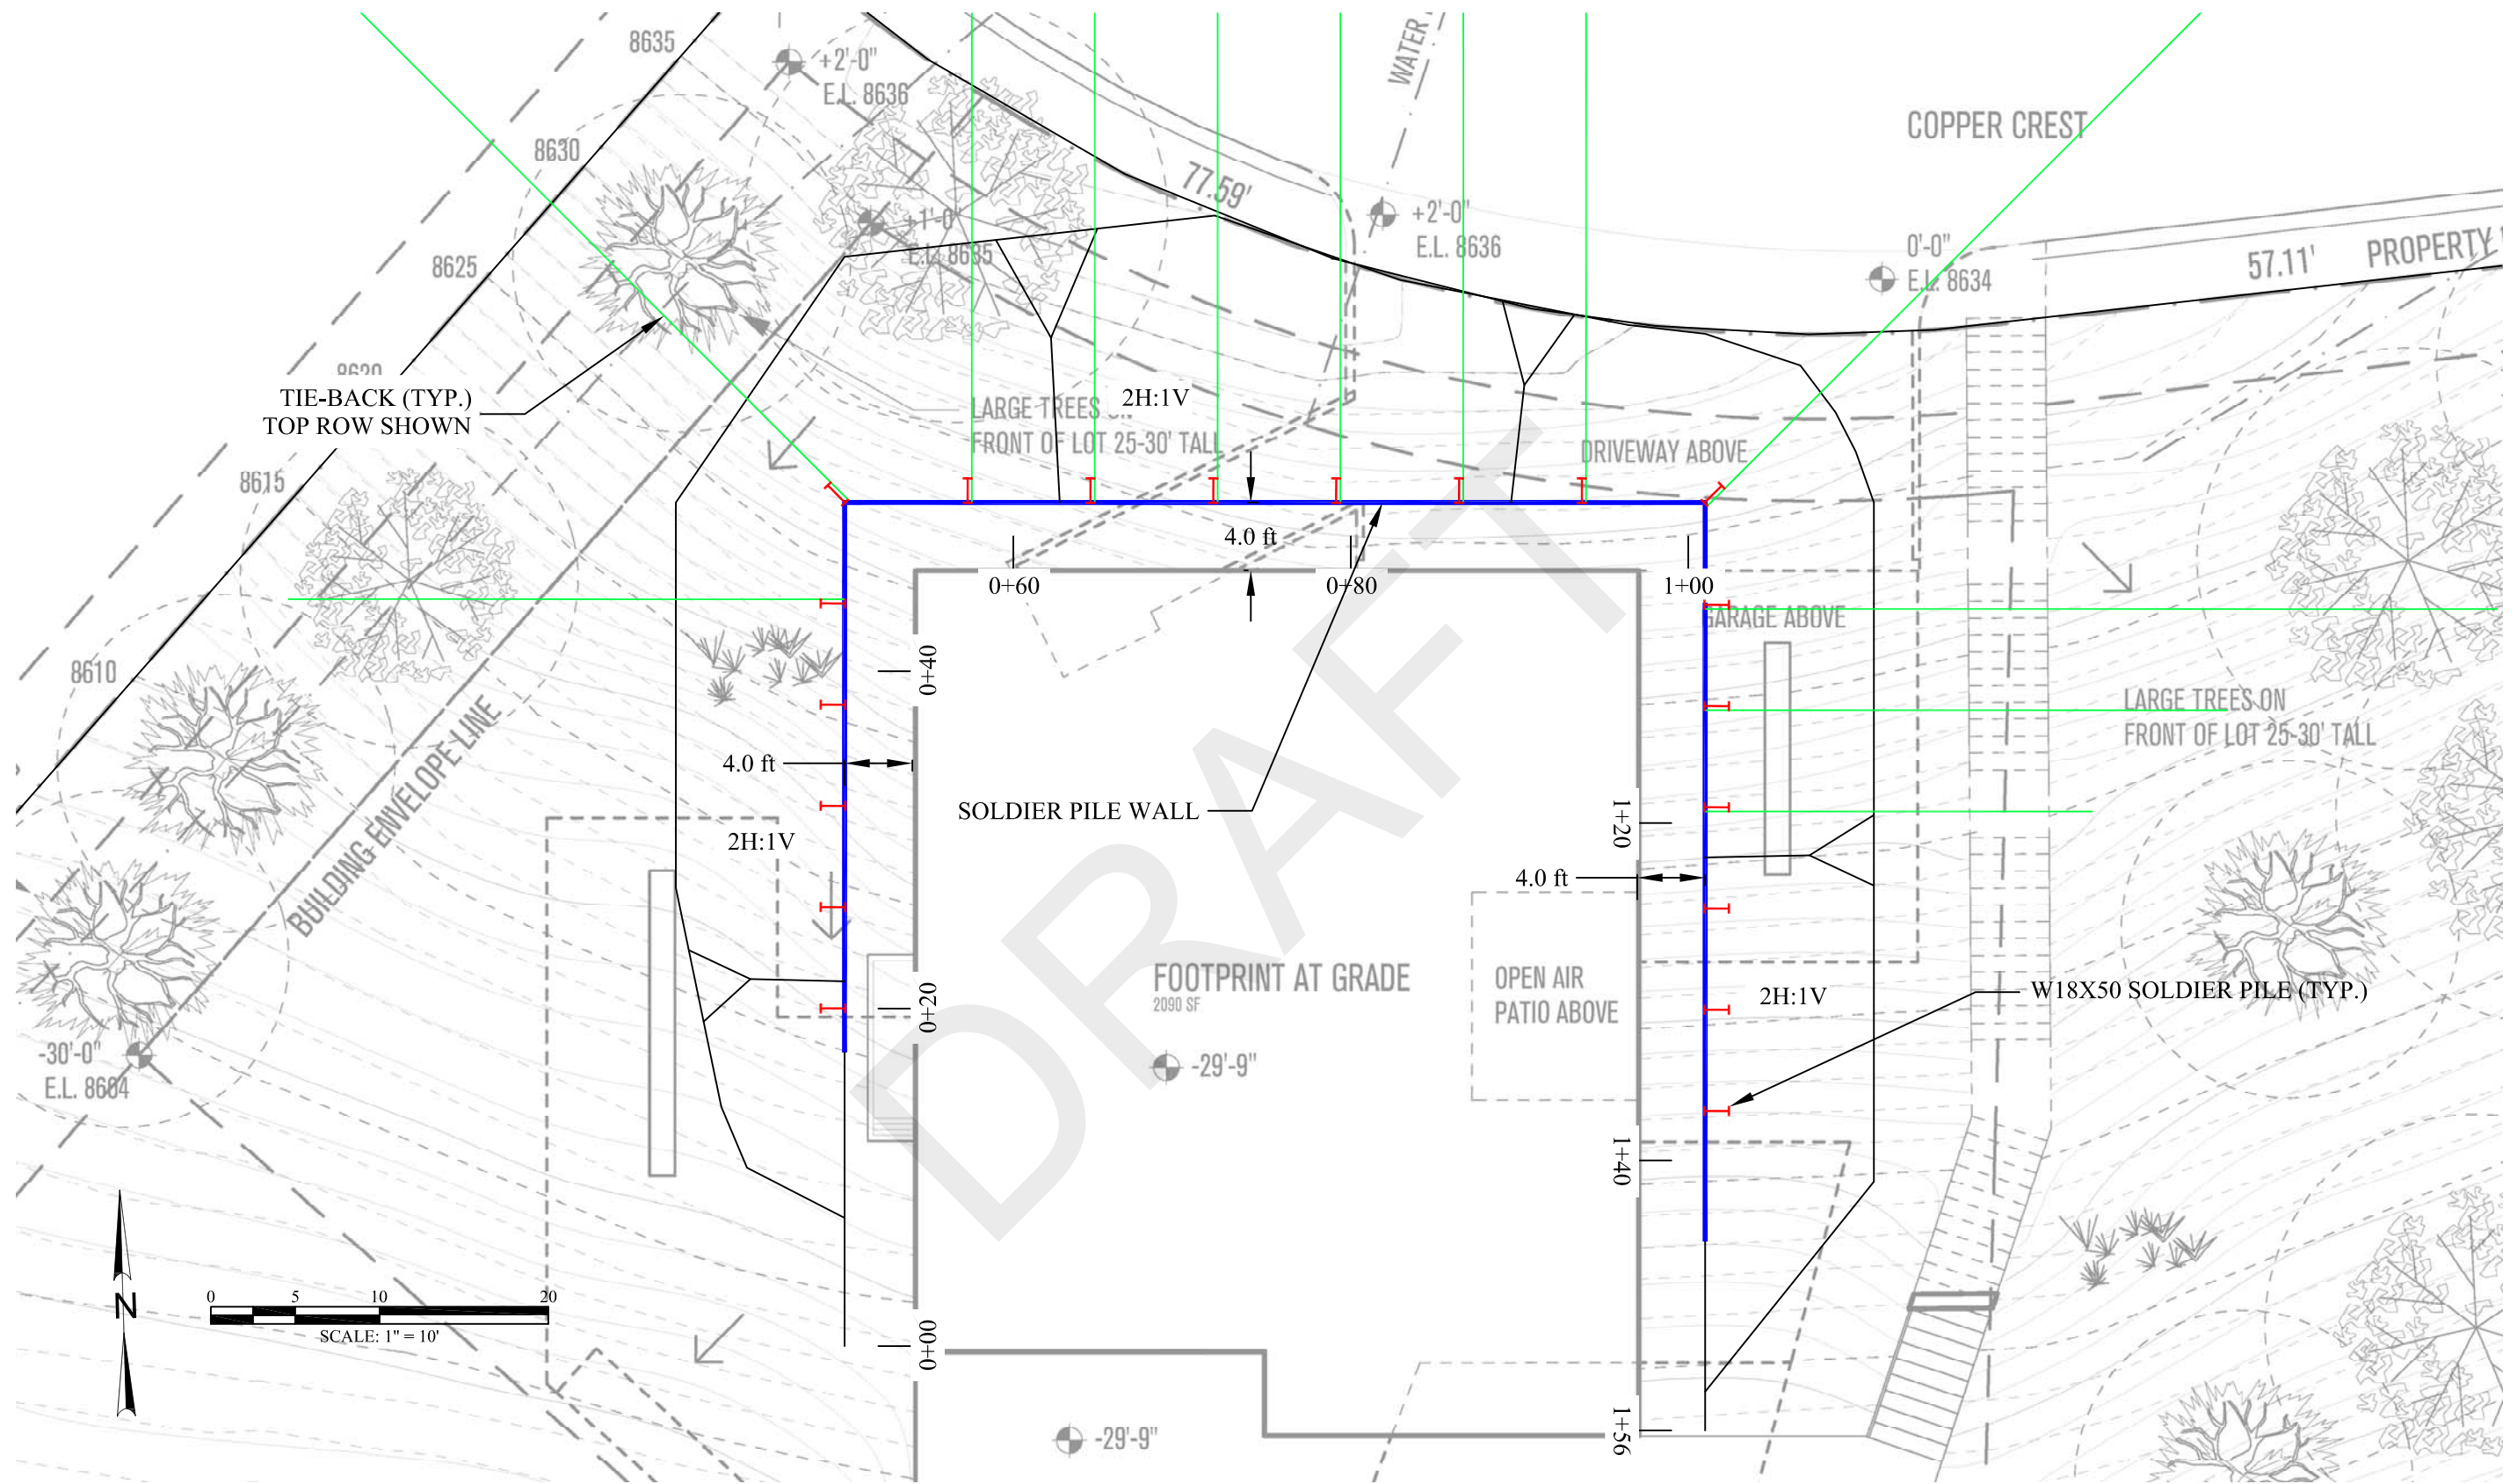 8635
+2'-0"
E.L. 8636
WATER
COPPER CREST
8630
77.59'
+1'-0"
E.L. 8635
+2'-0"
E.L. 8636
0'-0"
E.L. 8634
57.11'
PROPERTY
8625
8620
TIE-BACK (TYP.)
TOP ROW SHOWN
LARGE TREES ON
FRONT OF LOT 25-30' TALL
2H:1V
DRIVEWAY ABOVE
8615
4.0 ft
0+60
0+80
1+00
GARAGE ABOVE
8610
0+40
LARGE TREES ON
FRONT OF LOT 25-30' TALL
BUILDING ENVELOPE LINE
4.0 ft
SOLDIER PILE WALL
1+20
2H:1V
4.0 ft
DRAFT
FOOTPRINT AT GRADE
2090 SF
OPEN AIR
PATIO ABOVE
2H:1V
W18X50 SOLDIER PILE (TYP.)
0+20
-30'-0"
E.L. 8604
-29'-9"
1+40
N
0 5 10 20
SCALE: 1" = 10'
0+00
-29'-9"
1+56